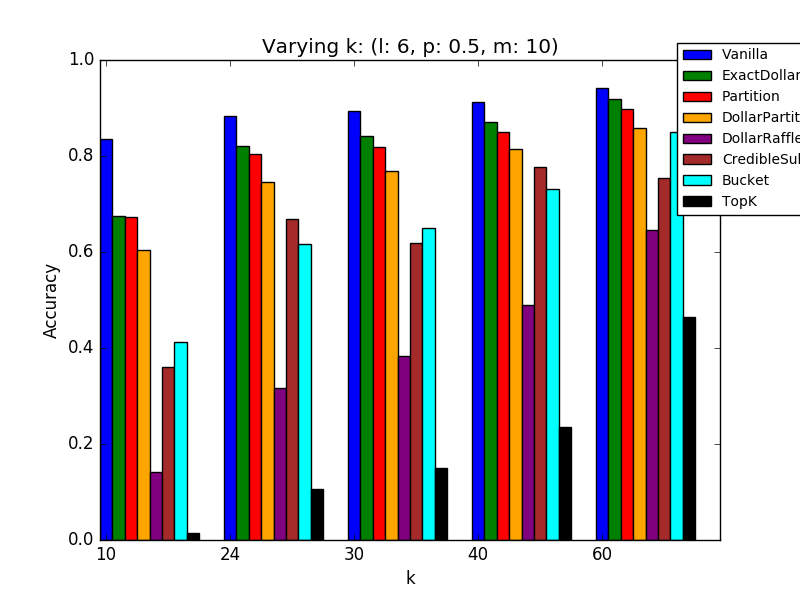 Varying k: (l: 6, p: 0.5, m: 10)
Vanilla
ExactDollar
Partition
DollarPartit
DollarRaffle
CredibleSu
Bucket
TopK
Accuracy
1.0
0.8
0.6
0.4
0.2
0.0
10 24 30 40 60
k